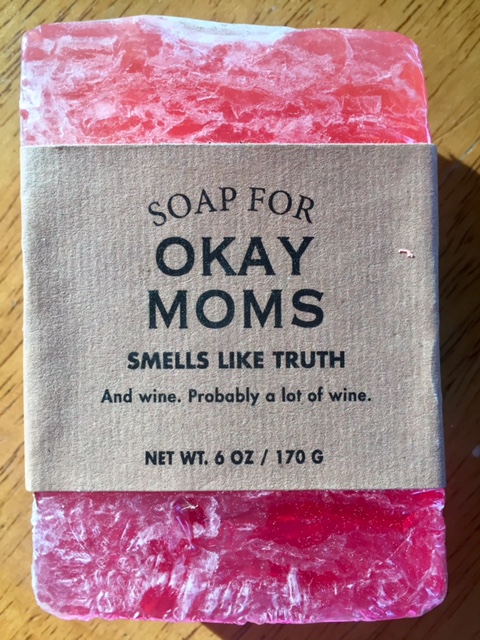 SOAP FOR
OKAY
MOMS
SMELLS LIKE TRUTH
And wine. Probably a lot of wine.
NET WT. 6 OZ / 170 G